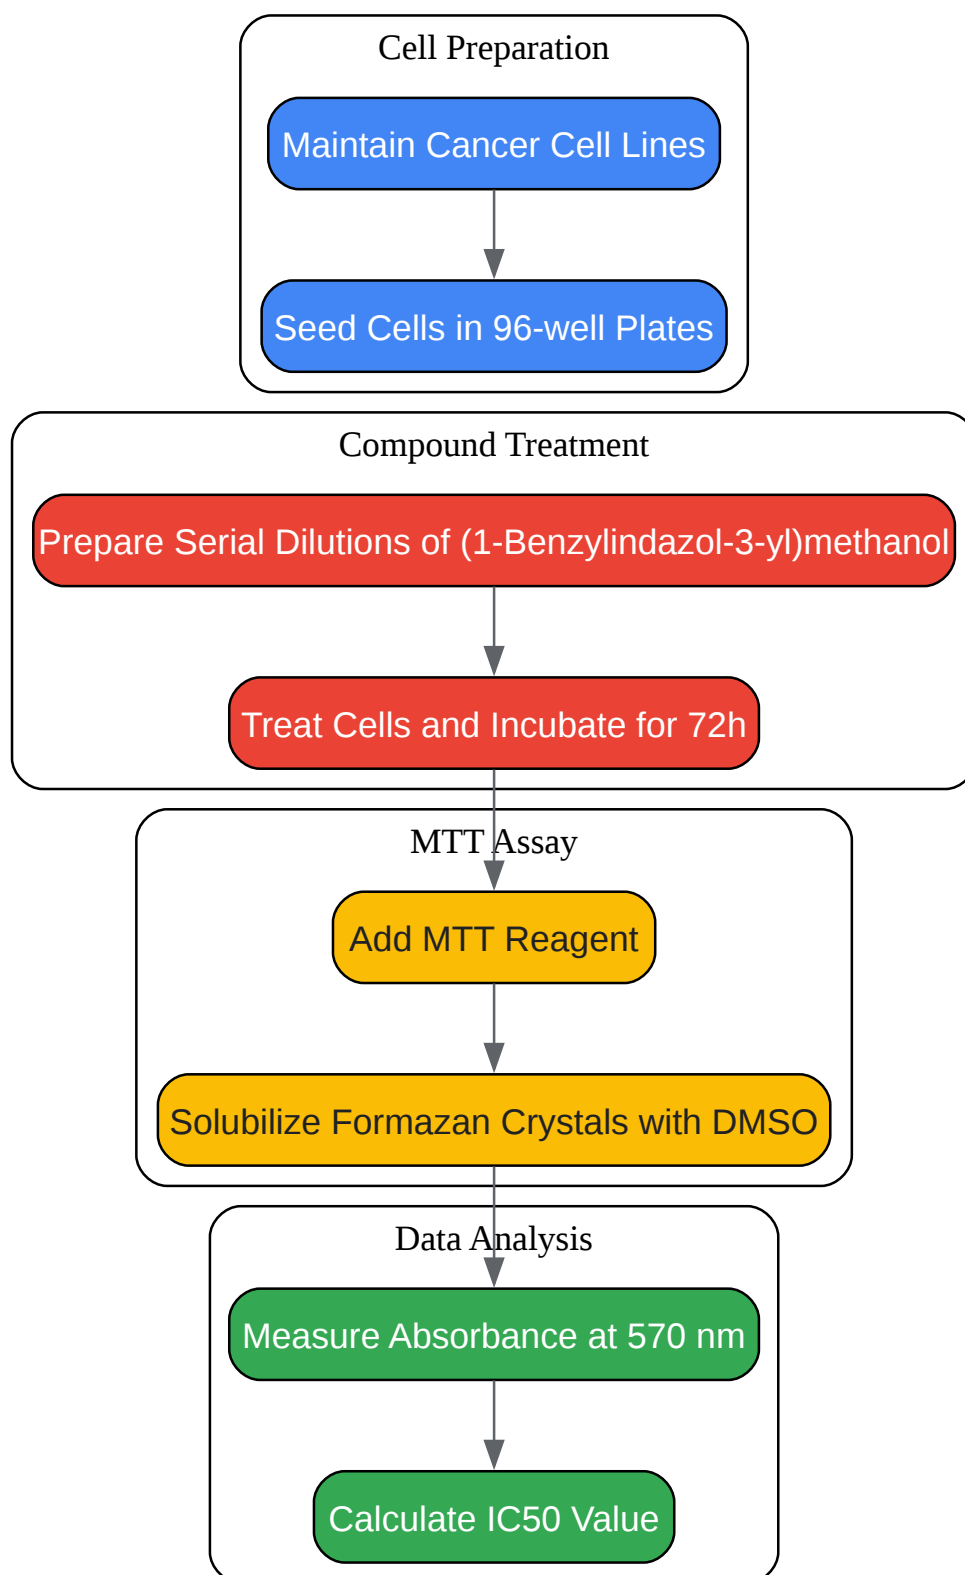 Cell Preparation
Maintain Cancer Cell Lines
Seed Cells in 96-well Plates
Compound Treatment
Prepare Serial Dilutions of (1-Benzylindazol-3-yl)methanol
Treat Cells and Incubate for 72h
MTT Assay
Add MTT Reagent
Solubilize Formazan Crystals with DMSO
Data Analysis
Measure Absorbance at 570 nm
Calculate IC50 Value